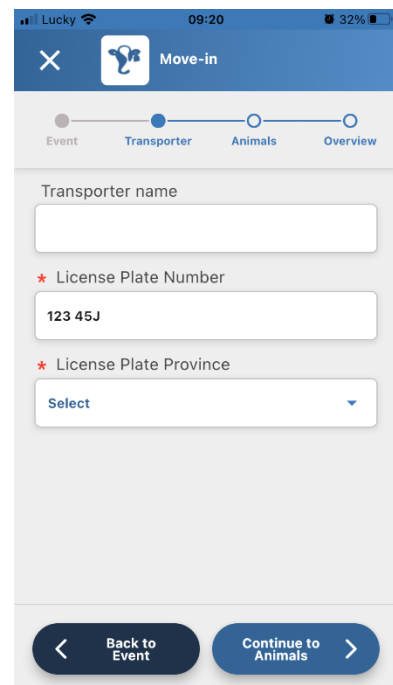 Lucky 09:20 32%
Move-in
Event Transporter Animals Overview
Transporter name
* License Plate Number
123 45J
* License Plate Province
Select
Back to Event
Continue to Animals